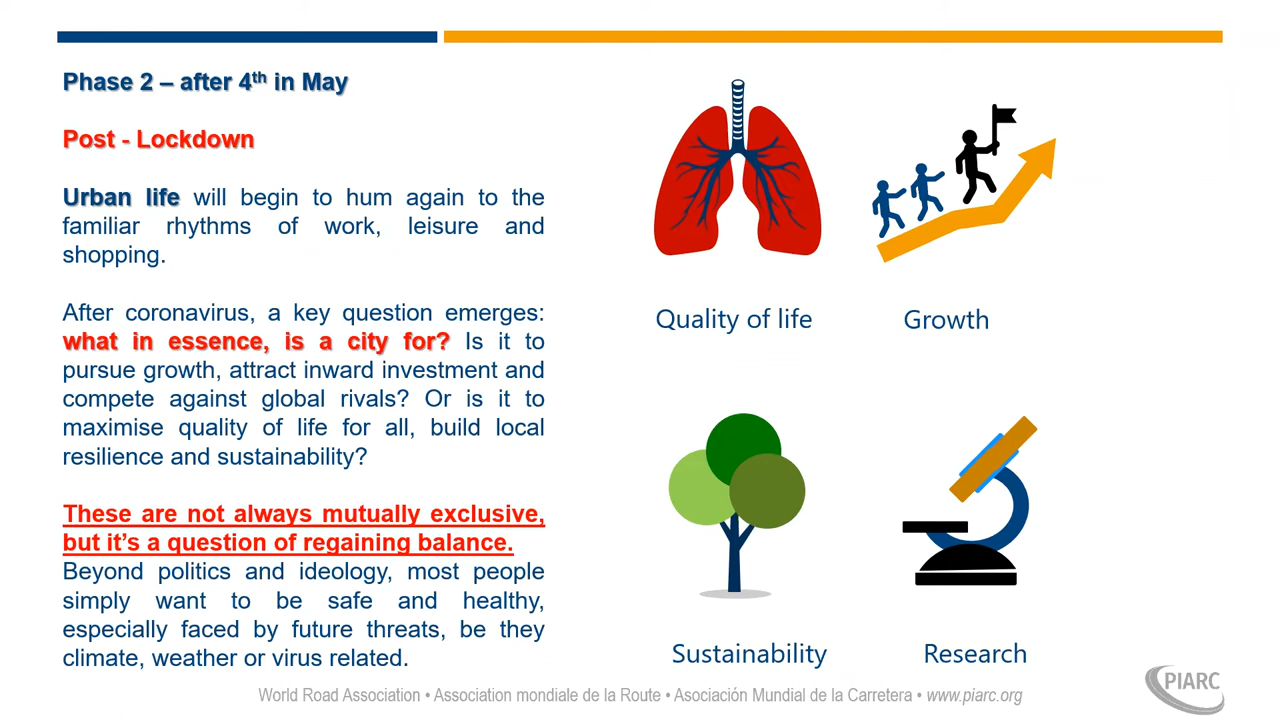 Phase 2 – after 4th in May
Post - Lockdown
Urban life will begin to hum again to the
familiar rhythms of work, leisure and
shopping.
After coronavirus, a key question emerges:
what in essence, is a city for? Is it to
pursue growth, attract inward investment and
compete against global rivals? Or is it to
maximise quality of life for all, build local
resilience and sustainability?
These are not always mutually exclusive,
but it’s a question of regaining balance.
Beyond politics and ideology, most people
simply want to be safe and healthy,
especially faced by future threats, be they
climate, weather or virus related.
Quality of life
Growth
Sustainability
Research
World Road Association • Association mondiale de la Route • Asociación Mundial de la Carretera • www.piarc.org
PIARC